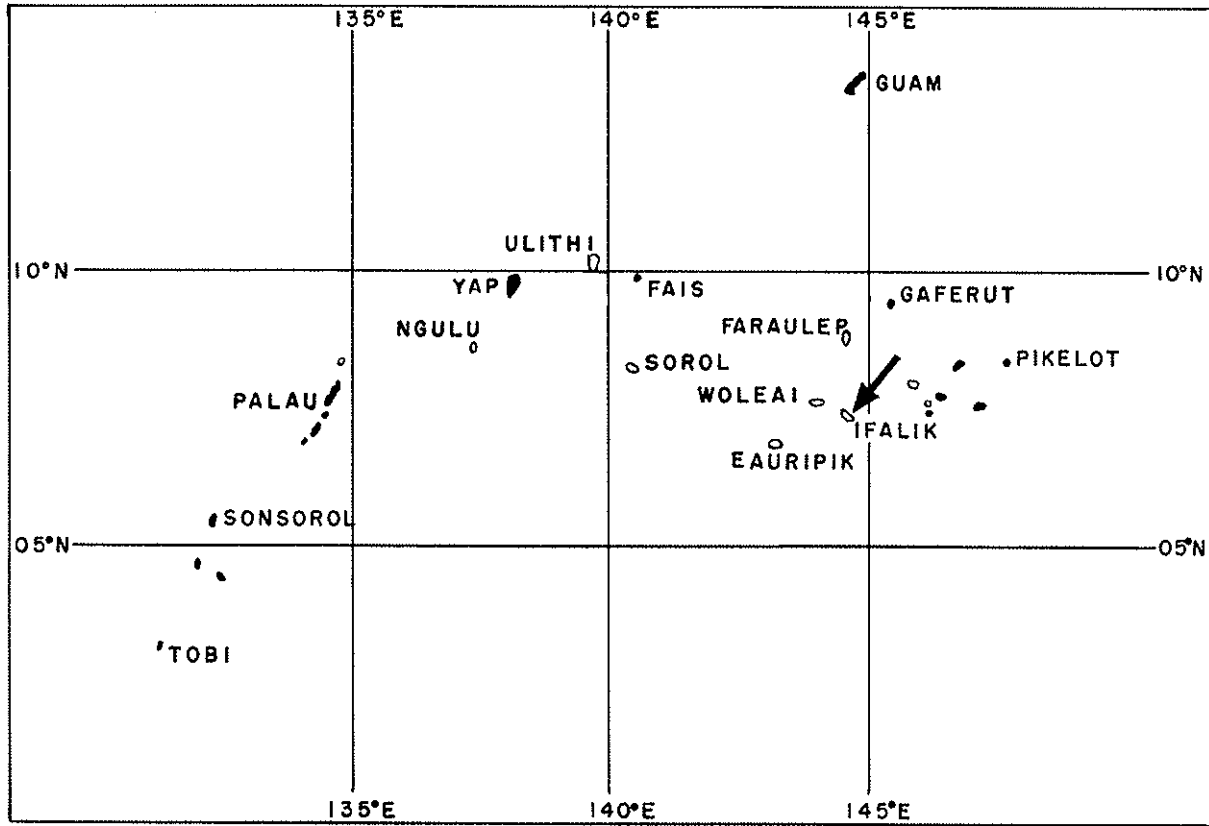 135°E 140°E 145°E
GUAM
ULITHI
10°N 10°N
YAP FAIS GAFERUT
NGULU FARAULEP
SOROL PIKELOT
PALAU WOLEAI
IFALIK
EAURIPIK
SONSOROL
05°N 05°N
TOBI
135°E 140°E 145°E